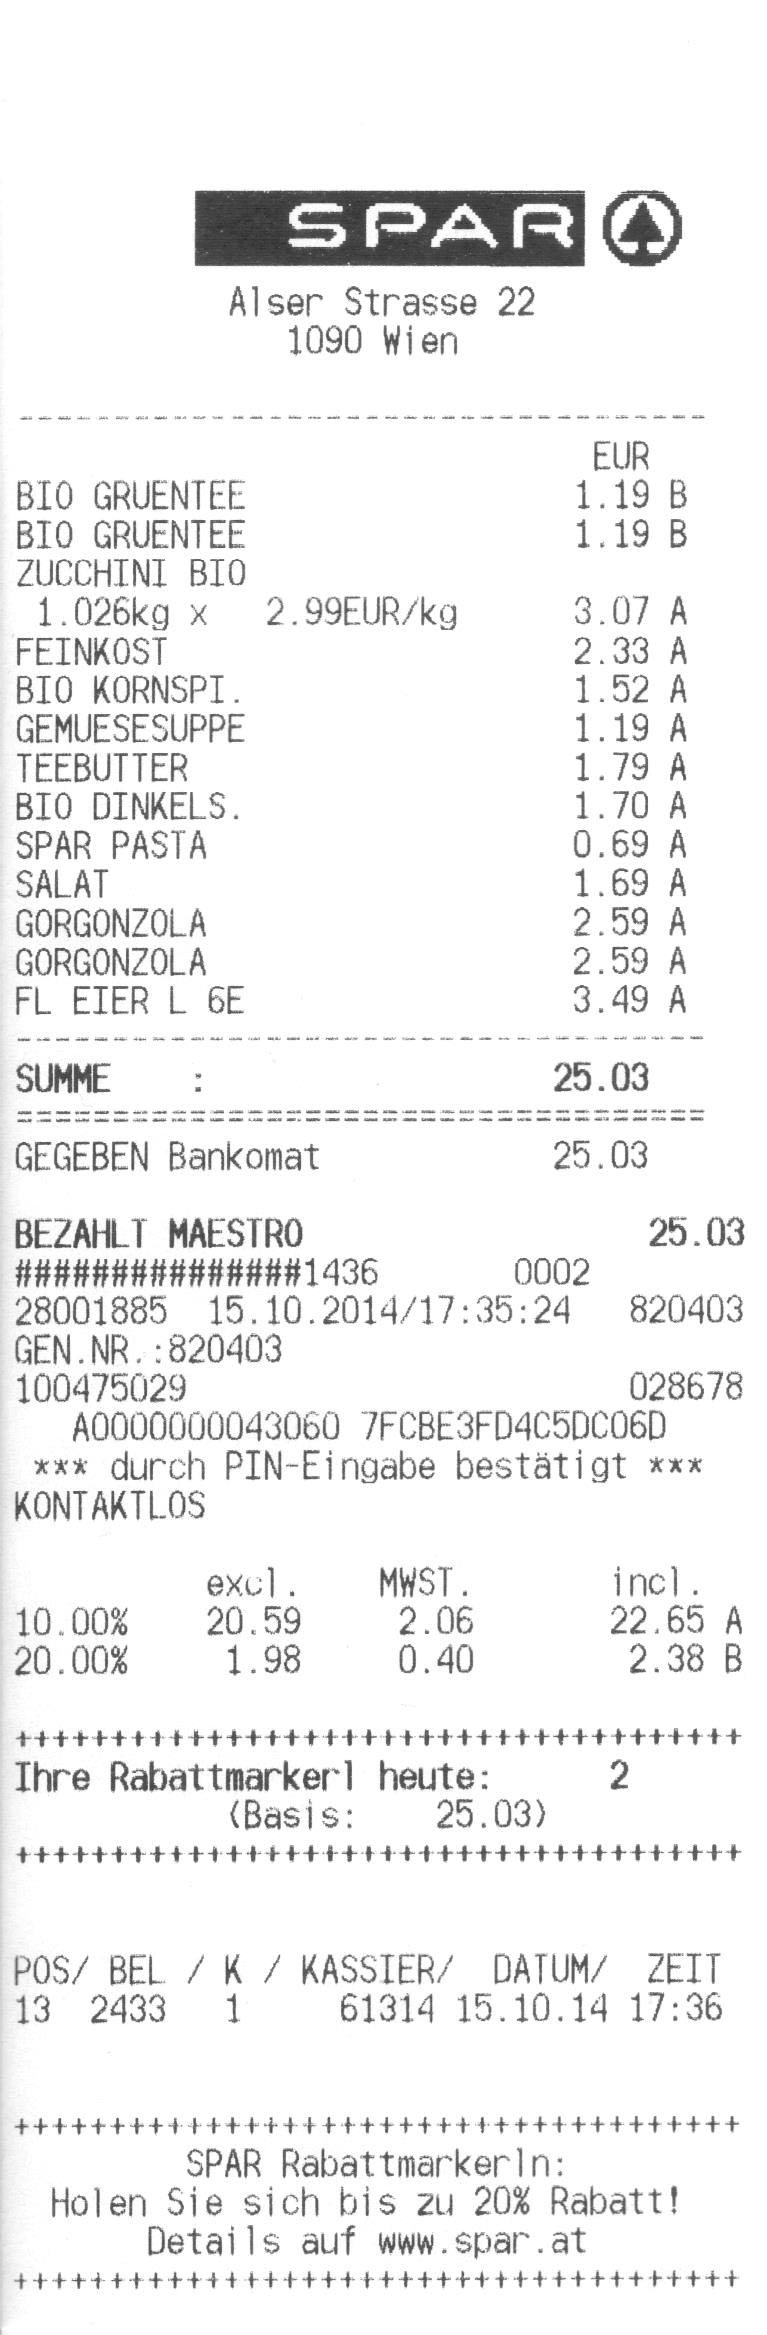 SPAR
Alser Strasse 22
1090 Wien
EUR
BIO GRUENTEE 1.19 B
BIO GRUENTEE 1.19 B
ZUCCHINI BIO
1.026kg x 2.99EUR/kg 3.07 A
FEINKOST 2.33 A
BIO KORNSPI. 1.52 A
GEMUESESUPPE 1.19 A
TEEBUTTER 1.79 A
BIO DINKELS. 1.70 A
SPAR PASTA 0.69 A
SALAT 1.69 A
GORGONZOLA 2.59 A
GORGONZOLA 2.59 A
FL EIER L 6E 3.49 A
SUMME : 25.03
GEGEBEN Bankomat 25.03
BEZAHLT MAESTRO 25.03
###############1436 0002
28001885 15.10.2014/17:35:24 820403
GEN.NR.:820403
100475029 028678
A0000000043060 7FCBE3FD4C5DC06D
*** durch PIN-Eingabe bestätigt ***
KONTAKTLOS
excl. MWST. incl.
10.00% 20.59 2.06 22.65 A
20.00% 1.98 0.40 2.38 B
++++++++++++++++++++++++++++++++++++++
Ihre Rabattmarkerl heute: 2
(Basis: 25.03)
++++++++++++++++++++++++++++++++++++++
POS/ BEL / K / KASSIER/ DATUM/ ZEIT
13 2433 1 61314 15.10.14 17:36
++++++++++++++++++++++++++++++++++++++
SPAR Rabattmarkerln:
Holen Sie sich bis zu 20% Rabatt!
Details auf www.spar.at
++++++++++++++++++++++++++++++++++++++